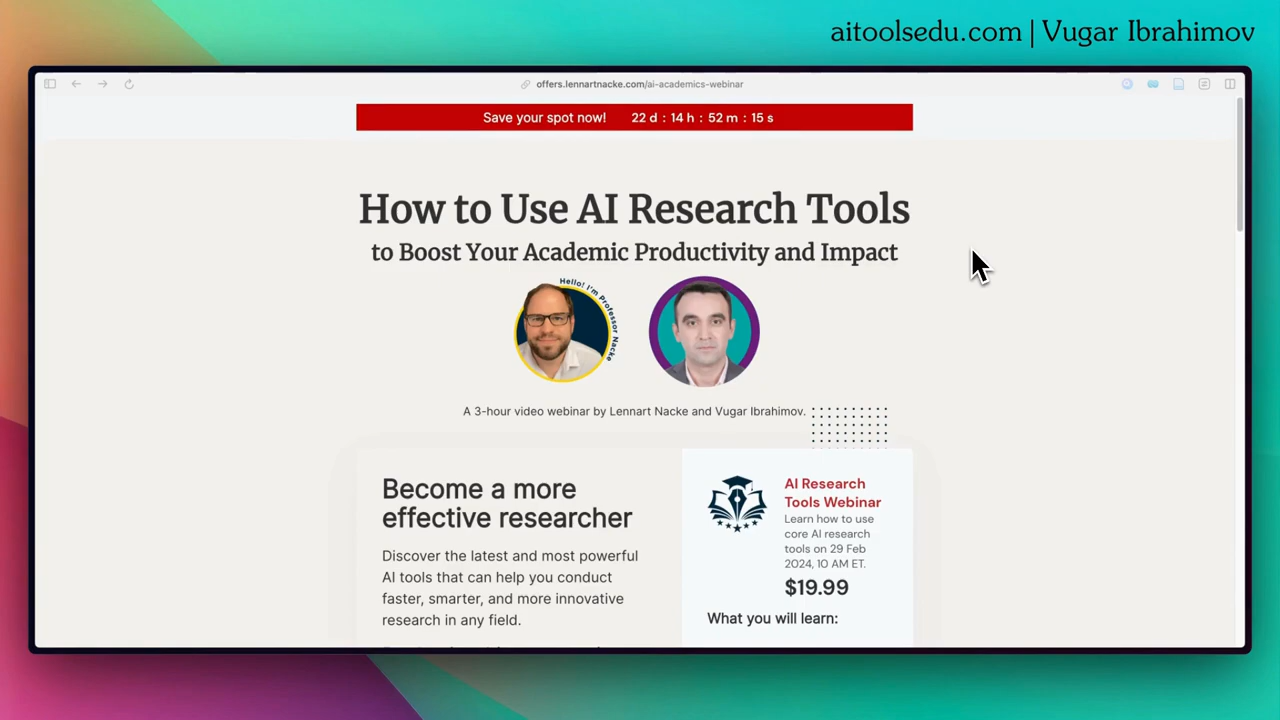 aitoolsedu.com | Vugar Ibrahimov
offers.lennartnacke.com/ai-academics-webinar
Save your spot now! 22 d : 14 h : 52 m : 15 s
How to Use AI Research Tools
to Boost Your Academic Productivity and Impact
Hello! I'm Professor Nacke
A 3-hour video webinar by Lennart Nacke and Vugar Ibrahimov.
Become a more
effective researcher
Discover the latest and most powerful
AI tools that can help you conduct
faster, smarter, and more innovative
research in any field.
AI Research
Tools Webinar
Learn how to use
core AI research
tools on 29 Feb
2024, 10 AM ET.
$19.99
What you will learn: